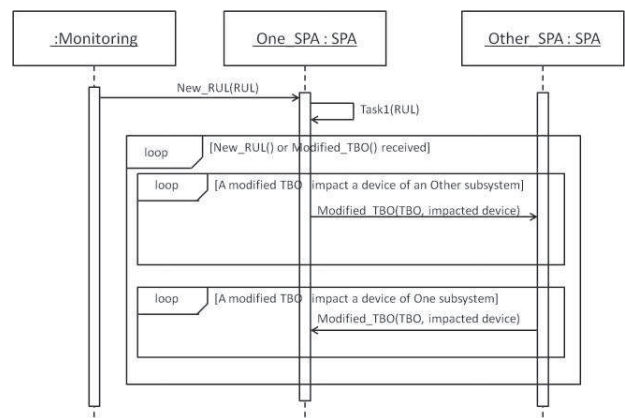 :Monitoring
One_SPA : SPA
Other_SPA : SPA
New_RUL(RUL)
Task1(RUL)
loop
[New_RUL() or Modified_TBO() received]
loop
[A modified TBO impact a device of an Other subsystem]
Modified_TBO(TBO, impacted device)
loop
[A modified TBO impact a device of One subsystem]
Modified_TBO(TBO, impacted device)